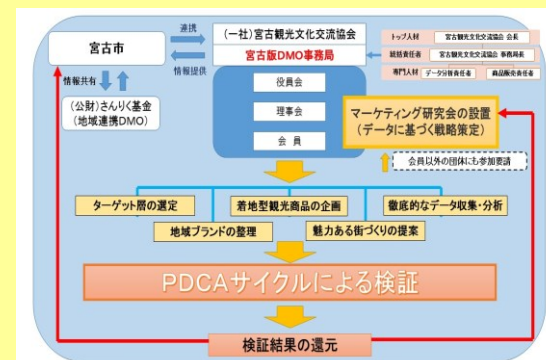 宮古市
連携
情報提供
(一社)宮古観光文化交流協会
宮古版DMO事務局
役員会
理事会
会 員
トップ人材
宮古観光文化交流協会 会長
統括責任者
宮古観光文化交流協会 事務局長
専門人材
データ分析責任者
商品販売責任者
情報共有
(公財)さんりく基金
(地域連携DMO)
マーケティング研究会の設置
(データに基づく戦略策定)
会員以外の団体にも参加要請
ターゲット層の選定
着地型観光商品の企画
徹底的なデータ収集・分析
地域ブランドの整理
魅力ある街づくりの提案
PDCAサイクルによる検証
検証結果の還元